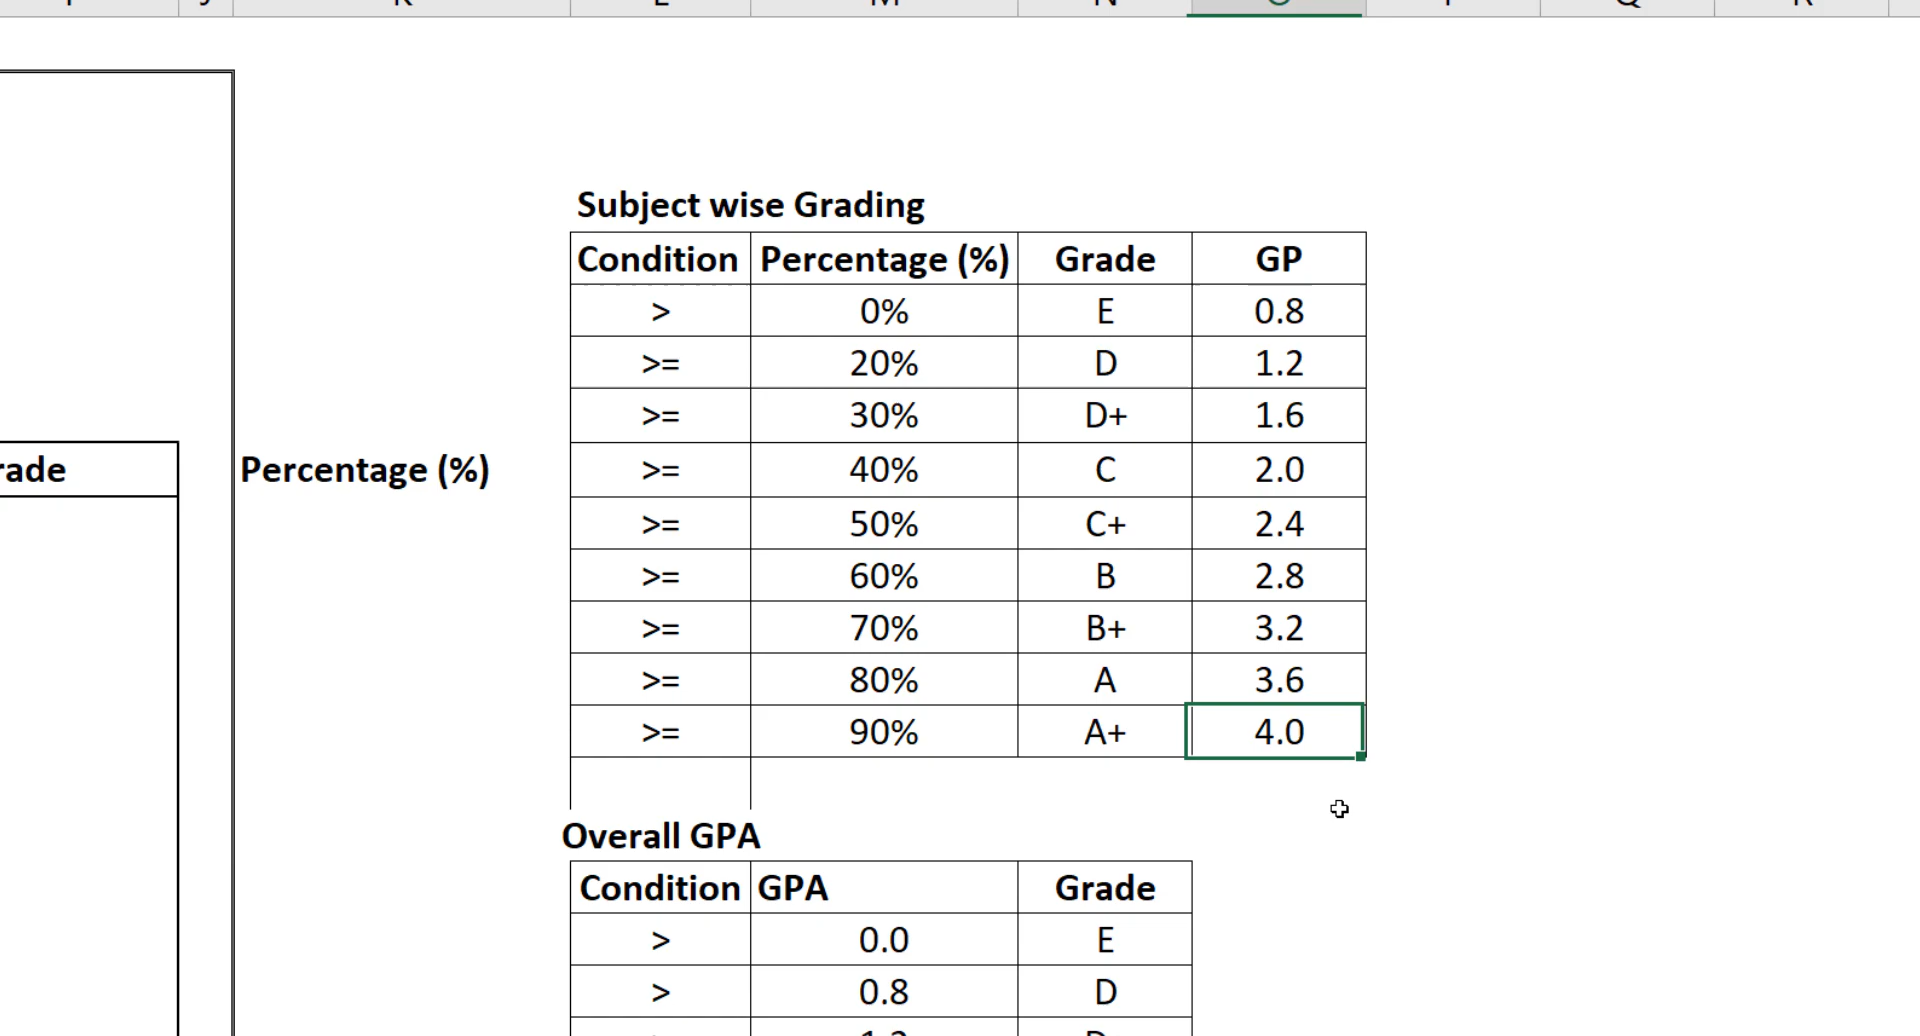 K L M N O P Q R
Subject wise Grading
Condition Percentage (%) Grade GP
> 0% E 0.8
>= 20% D 1.2
>= 30% D+ 1.6
rade Percentage (%) >= 40% C 2.0
>= 50% C+ 2.4
>= 60% B 2.8
>= 70% B+ 3.2
>= 80% A 3.6
>= 90% A+ 4.0
Overall GPA
Condition GPA Grade
> 0.0 E
> 0.8 D